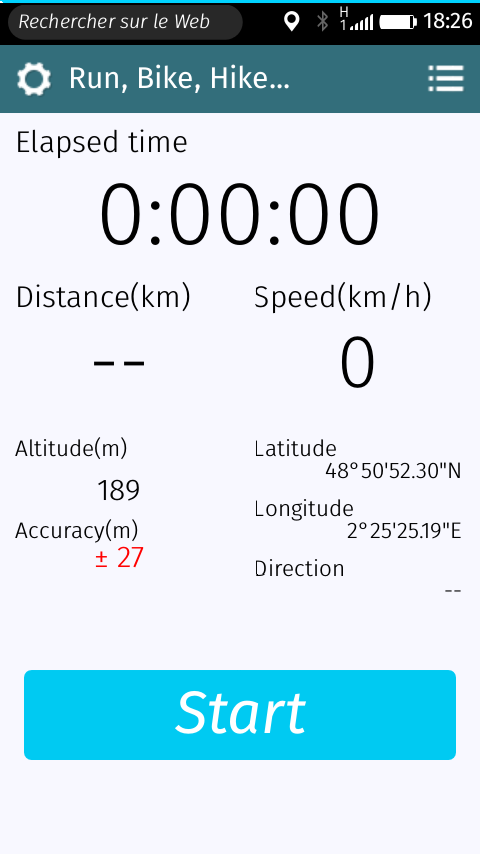 Rechercher sur le Web
H
1
18:26
Run, Bike, Hike...
Elapsed time
0:00:00
Distance(km)
Speed(km/h)
--
0
Altitude(m)
189
Accuracy(m)
± 27
Latitude
48°50'52.30"N
Longitude
2°25'25.19"E
Direction
--
Start